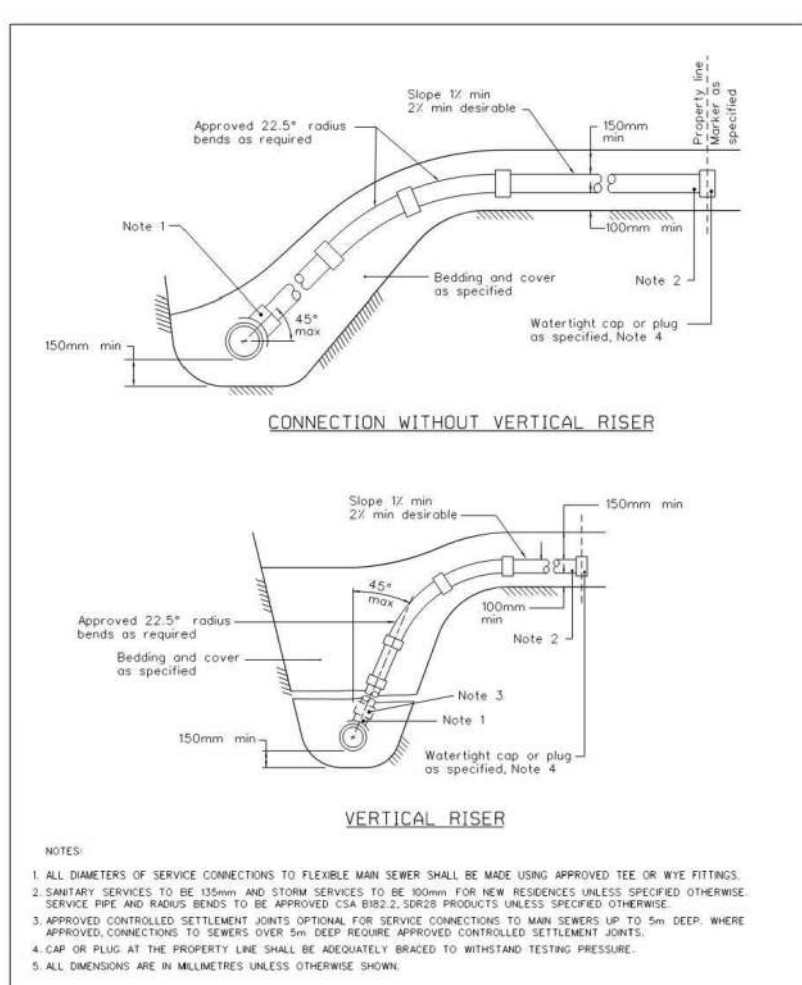 Property line
Marker as
specified
Slope 1% min
2% min desirable
Approved 22.5° radius
bends as required
150mm
min
Note 1
100mm min
Bedding and cover
as specified
Note 2
45°
max
Watertight cap or plug
as specified, Note 4
150mm min
CONNECTION WITHOUT VERTICAL RISER
Slope 1% min
2% min desirable
150mm min
45°
max
Approved 22.5° radius
bends as required
100mm
min
Note 2
Bedding and cover
as specified
Note 3
Note 1
150mm min
Watertight cap or plug
as specified, Note 4
VERTICAL RISER
NOTES:
1. ALL DIAMETERS OF SERVICE CONNECTIONS TO FLEXIBLE MAIN SEWER SHALL BE MADE USING APPROVED TEE OR WYE FITTINGS.
2. SANITARY SERVICES TO BE 135mm AND STORM SERVICES TO BE 100mm FOR NEW RESIDENCES UNLESS SPECIFIED OTHERWISE.
SERVICE PIPE AND RADIUS BENDS TO BE APPROVED CSA B182.2, SDR28 PRODUCTS UNLESS SPECIFIED OTHERWISE.
3. APPROVED CONTROLLED SETTLEMENT JOINTS OPTIONAL FOR SERVICE CONNECTIONS TO MAIN SEWERS UP TO 5m DEEP. WHERE
APPROVED, CONNECTIONS TO SEWERS OVER 5m DEEP REQUIRE APPROVED CONTROLLED SETTLEMENT JOINTS.
4. CAP OR PLUG AT THE PROPERTY LINE SHALL BE ADEQUATELY BRACED TO WITHSTAND TESTING PRESSURE.
5. ALL DIMENSIONS ARE IN MILLIMETRES UNLESS OTHERWISE SHOWN.